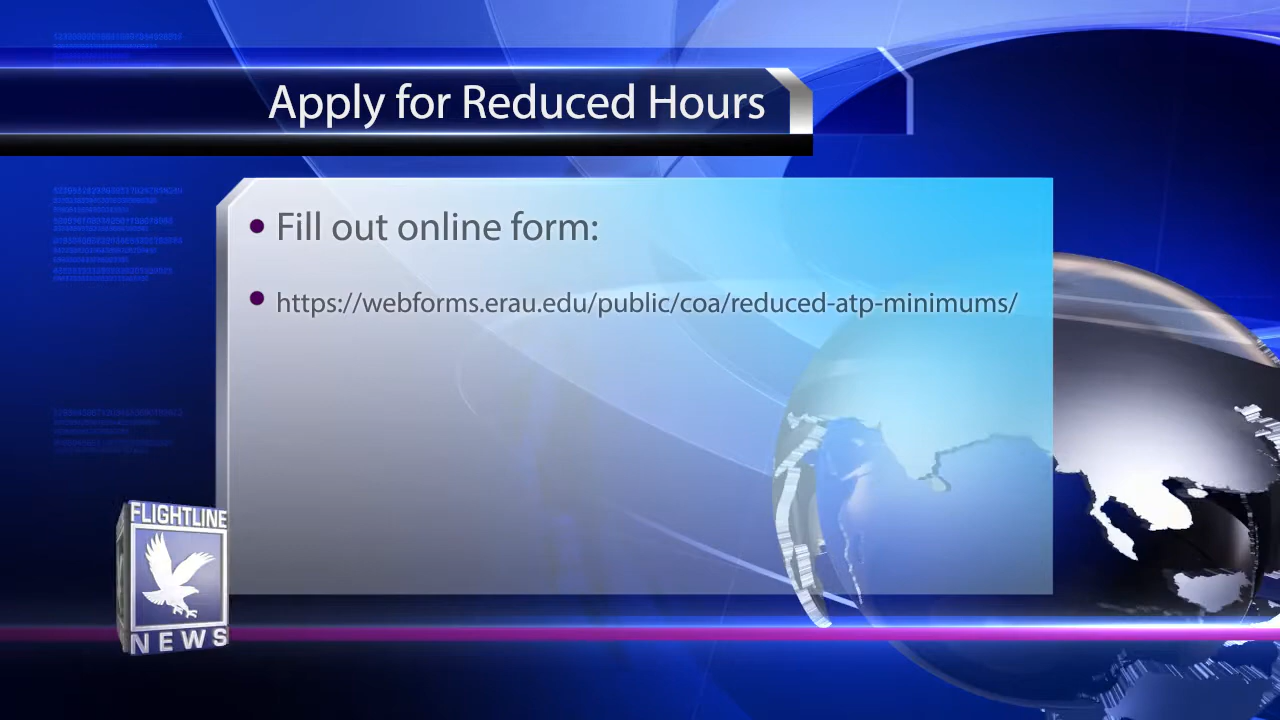 Apply for Reduced Hours
Fill out online form:
https://webforms.erau.edu/public/coa/reduced-atp-minimums/
FLIGHTLINE
NEWS